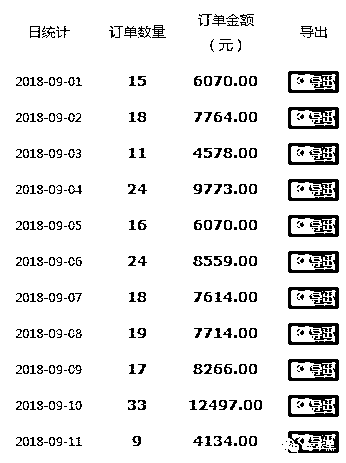 日统计 订单数量 订单金额（元） 导出
2018-09-01 15 6070.00 导出
2018-09-02 18 7764.00 导出
2018-09-03 11 4578.00 导出
2018-09-04 24 9773.00 导出
2018-09-05 16 6070.00 导出
2018-09-06 24 8559.00 导出
2018-09-07 18 7614.00 导出
2018-09-08 19 7714.00 导出
2018-09-09 17 8266.00 导出
2018-09-10 33 12497.00 导出
2018-09-11 9 4134.00